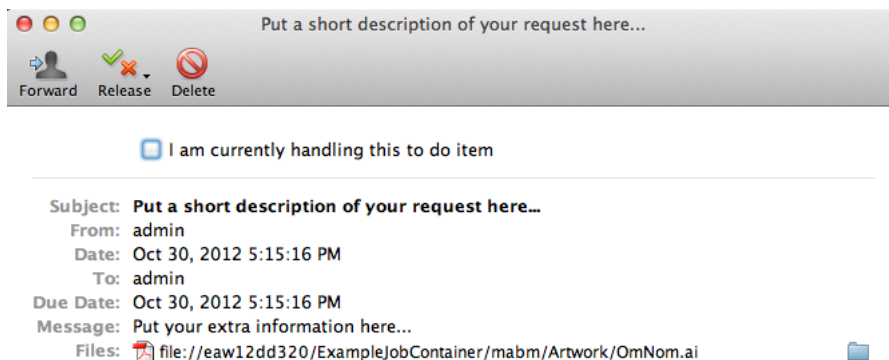 Put a short description of your request here...
Forward Release Delete
I am currently handling this to do item
Subject: Put a short description of your request here...
From: admin
Date: Oct 30, 2012 5:15:16 PM
To: admin
Due Date: Oct 30, 2012 5:15:16 PM
Message: Put your extra information here...
Files: file://eaw12dd320/ExampleJobContainer/mabm/Artwork/OmNom.ai